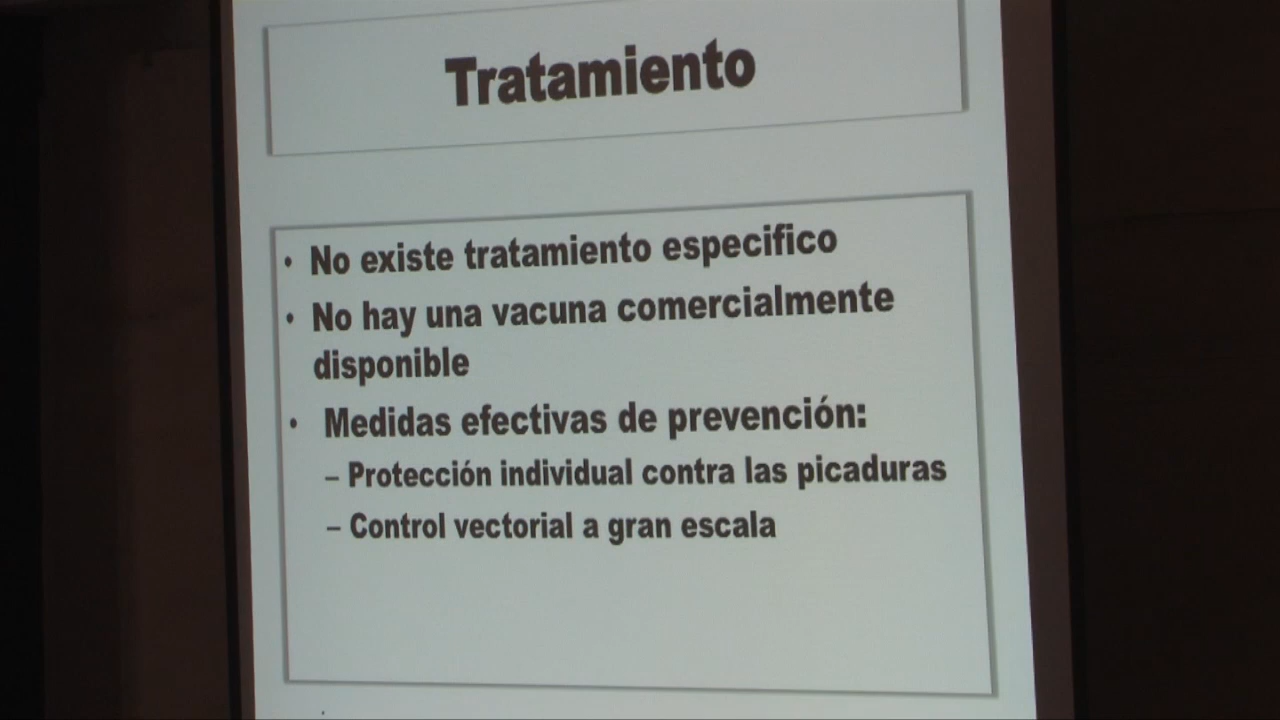 Tratamiento
• No existe tratamiento especifico
• No hay una vacuna comercialmente
disponible
• Medidas efectivas de prevención:
– Protección individual contra las picaduras
– Control vectorial a gran escala